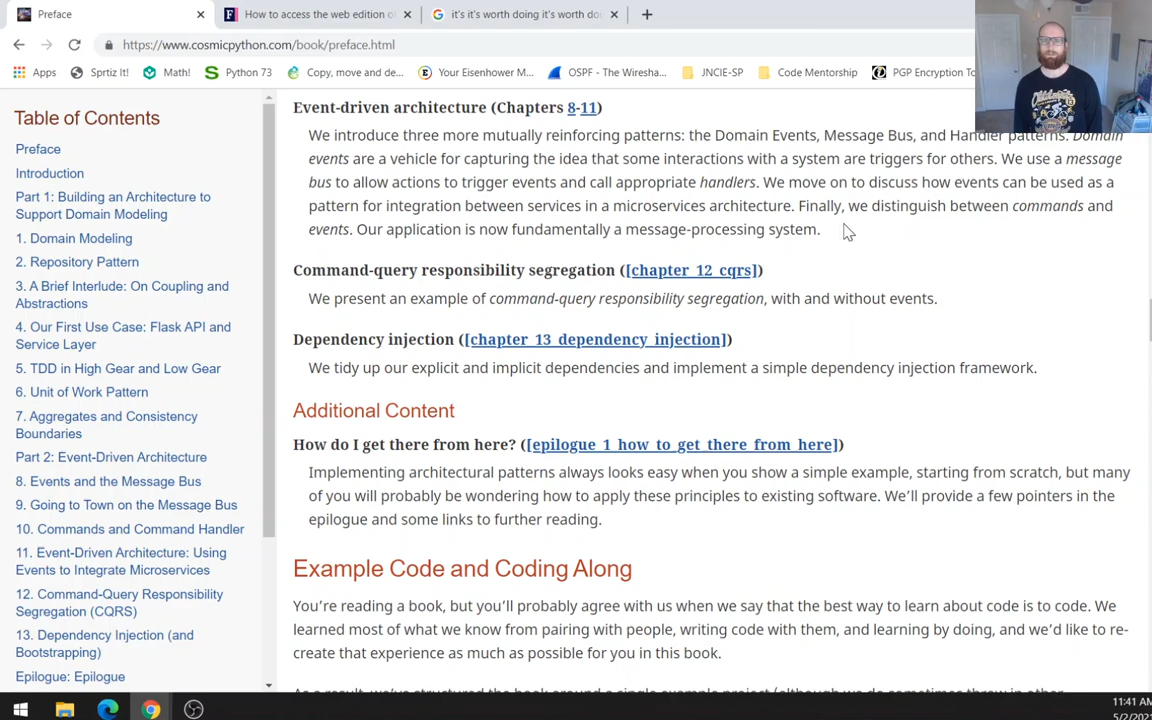 Preface
How to access the web edition o
it's it's worth doing it's worth do
https://www.cosmicpython.com/book/preface.html
Apps
Sprtiz It!
Math!
Python 73
Copy, move and de...
Your Eisenhower M...
OSPF - The Wiresha...
JNCIE-SP
Code Mentorship
PGP Encryption To
Table of Contents
Preface
Introduction
Part 1: Building an Architecture to
Support Domain Modeling
1. Domain Modeling
2. Repository Pattern
3. A Brief Interlude: On Coupling and
Abstractions
4. Our First Use Case: Flask API and
Service Layer
5. TDD in High Gear and Low Gear
6. Unit of Work Pattern
7. Aggregates and Consistency
Boundaries
Part 2: Event-Driven Architecture
8. Events and the Message Bus
9. Going to Town on the Message Bus
10. Commands and Command Handler
11. Event-Driven Architecture: Using
Events to Integrate Microservices
12. Command-Query Responsibility
Segregation (CQRS)
13. Dependency Injection (and
Bootstrapping)
Epilogue: Epilogue
Event-driven architecture (Chapters 8-11)
We introduce three more mutually reinforcing patterns: the Domain Events, Message Bus, and Handler patterns. Domain
events are a vehicle for capturing the idea that some interactions with a system are triggers for others. We use a message
bus to allow actions to trigger events and call appropriate handlers. We move on to discuss how events can be used as a
pattern for integration between services in a microservices architecture. Finally, we distinguish between commands and
events. Our application is now fundamentally a message-processing system.
Command-query responsibility segregation ([chapter_12_cqrs])
We present an example of command-query responsibility segregation, with and without events.
Dependency injection ([chapter_13_dependency_injection])
We tidy up our explicit and implicit dependencies and implement a simple dependency injection framework.
Additional Content
How do I get there from here? ([epilogue_1_how_to_get_there_from_here])
Implementing architectural patterns always looks easy when you show a simple example, starting from scratch, but many
of you will probably be wondering how to apply these principles to existing software. We'll provide a few pointers in the
epilogue and some links to further reading.
Example Code and Coding Along
You're reading a book, but you'll probably agree with us when we say that the best way to learn about code is to code. We
learned most of what we know from pairing with people, writing code with them, and learning by doing, and we'd like to re-
create that experience as much as possible for you in this book.
As a result, we've structured the book around a single example project (although we do sometimes throw in other
11:41 AM